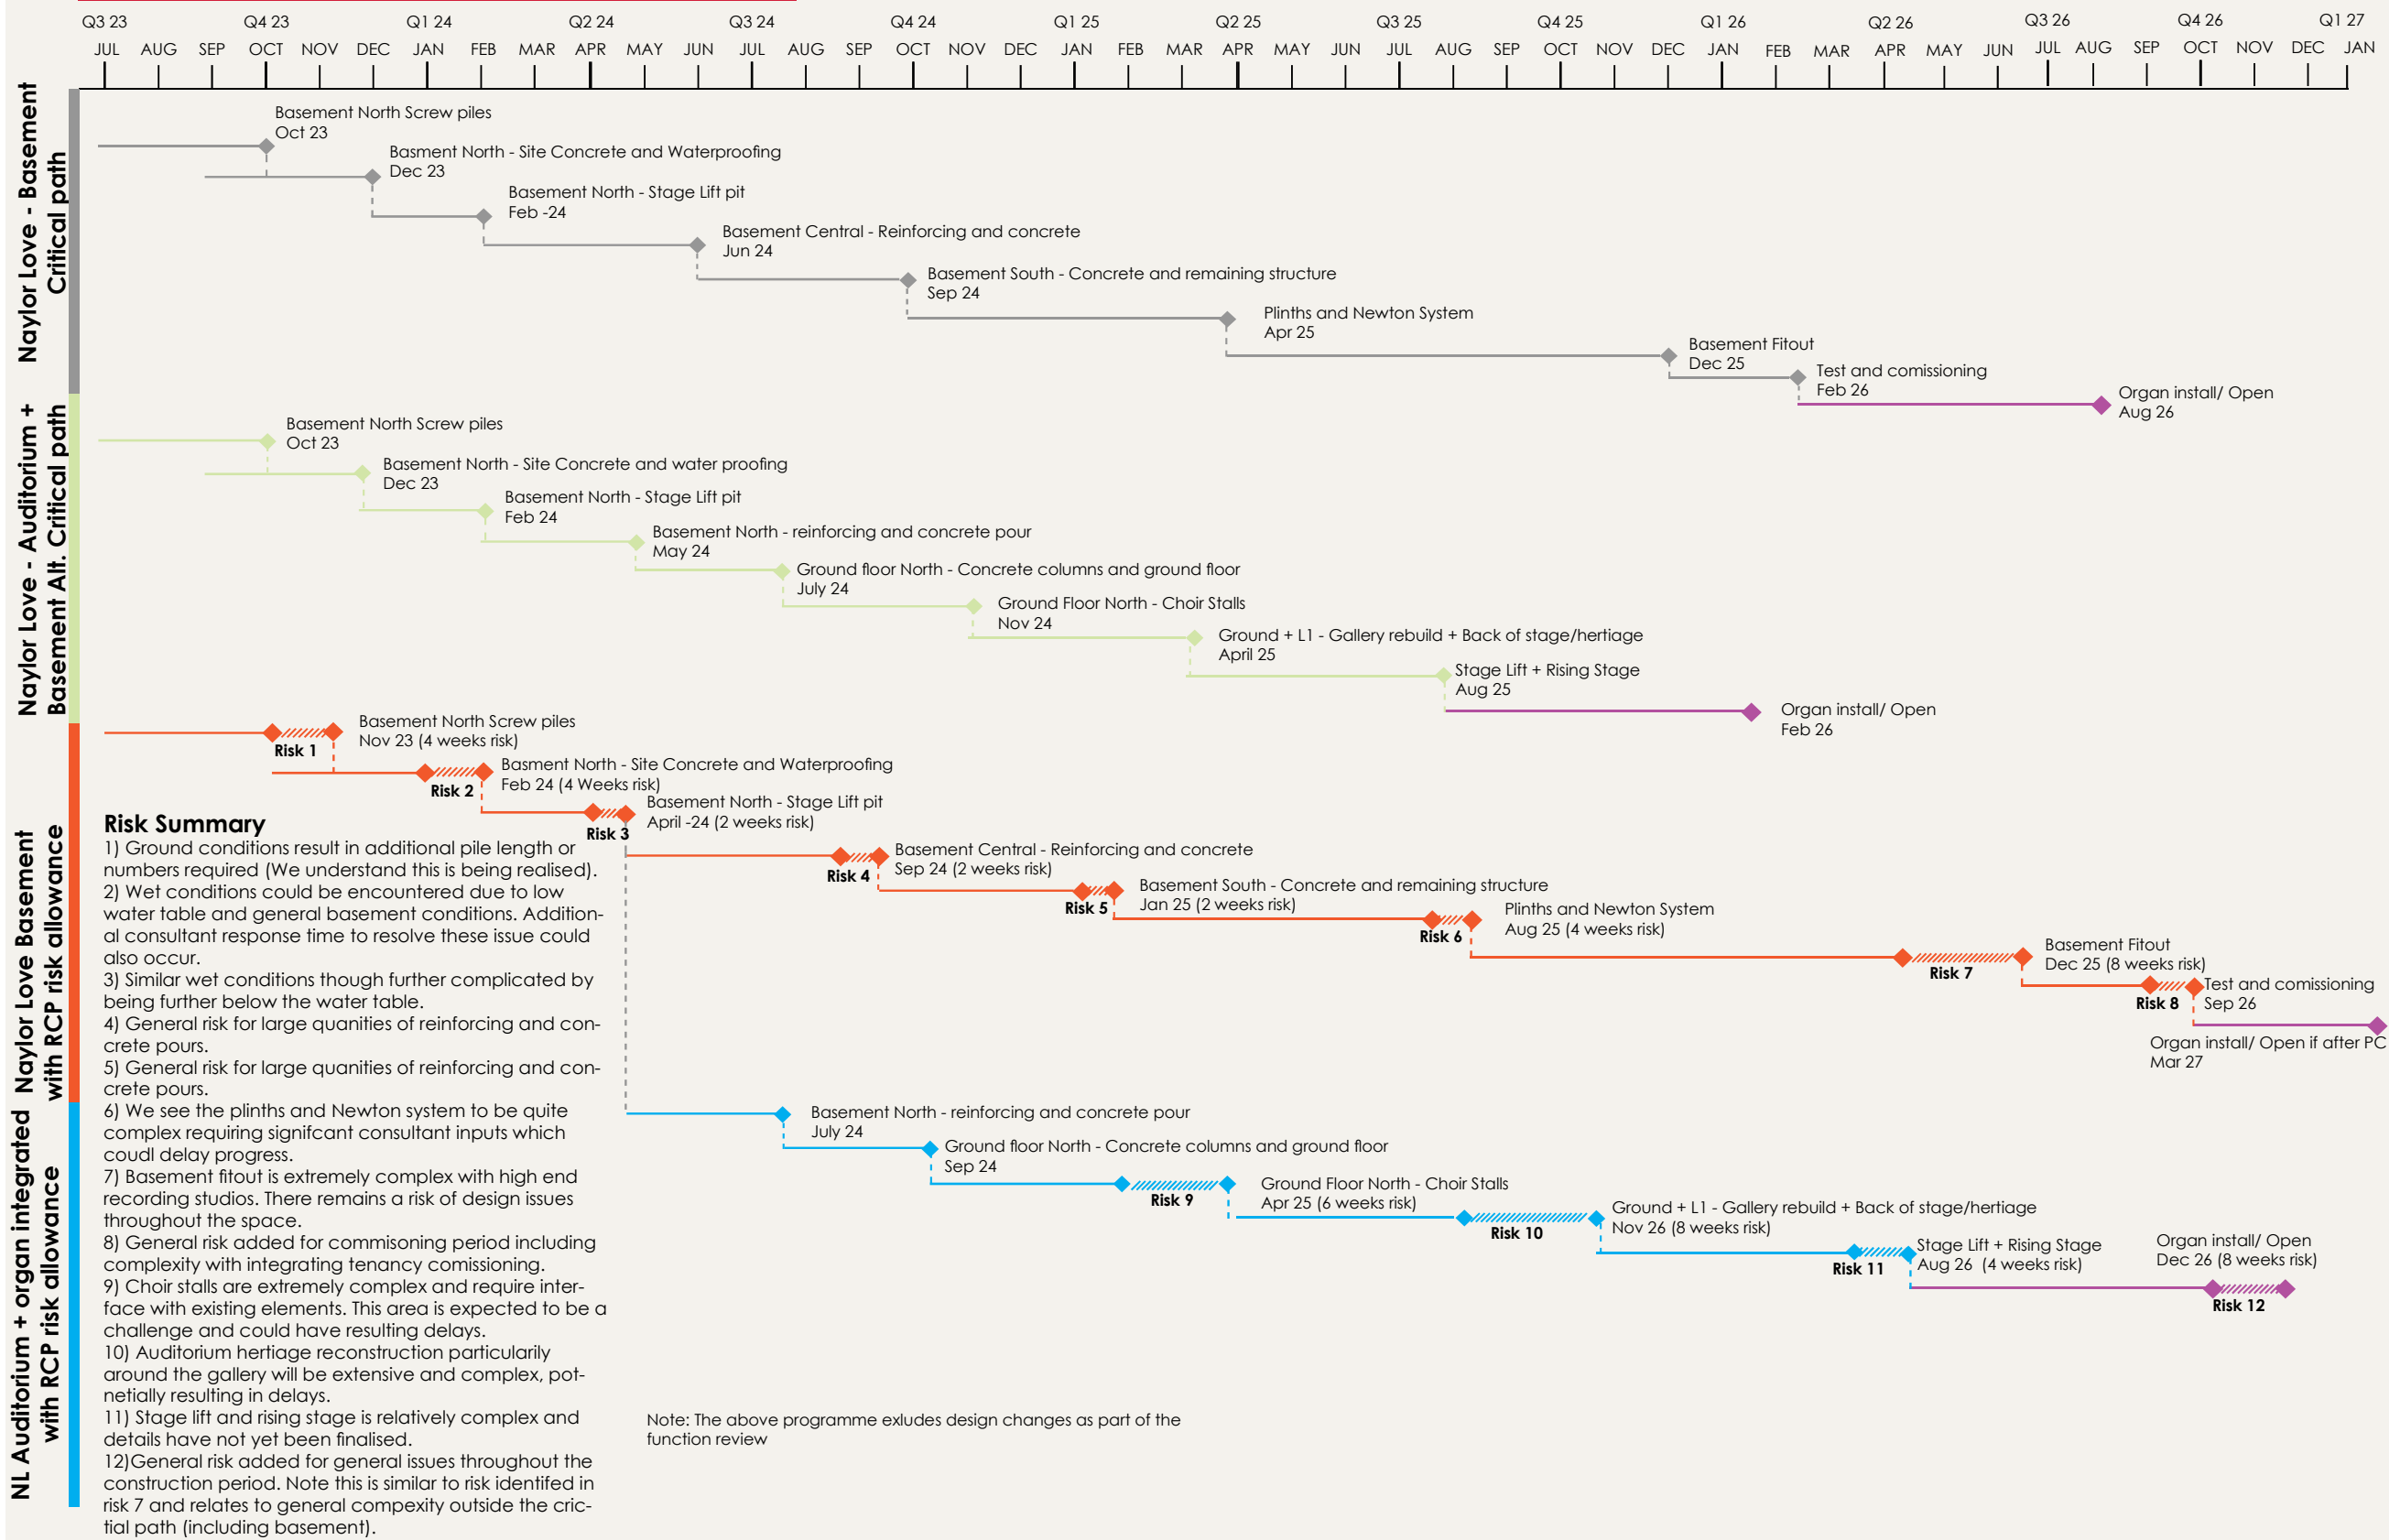 Q3 23 Q4 23 Q1 24 Q2 24 Q3 24 Q4 24 Q1 25 Q2 25 Q3 25 Q4 25 Q1 26 Q2 26 Q3 26 Q4 26 Q1 27
JUL AUG SEP OCT NOV DEC JAN FEB MAR APR MAY JUN JUL AUG SEP OCT NOV DEC JAN FEB MAR APR MAY JUN JUL AUG SEP OCT NOV DEC JAN FEB MAR APR MAY JUN JUL AUG SEP OCT NOV DEC JAN
Naylor Love - Basement
Critical path
Basement North Screw piles
Oct 23
Basment North - Site Concrete and Waterproofing
Dec 23
Basement North - Stage Lift pit
Feb -24
Basement Central - Reinforcing and concrete
Jun 24
Basement South - Concrete and remaining structure
Sep 24
Plinths and Newton System
Apr 25
Basement Fitout
Dec 25
Test and comissioning
Feb 26
Organ install/ Open
Aug 26
Naylor Love - Auditorium +
Basement Alt. Critical path
Basement North Screw piles
Oct 23
Basement North - Site Concrete and water proofing
Dec 23
Basement North - Stage Lift pit
Feb 24
Basement North - reinforcing and concrete pour
May 24
Ground floor North - Concrete columns and ground floor
July 24
Ground Floor North - Choir Stalls
Nov 24
Ground + L1 - Gallery rebuild + Back of stage/hertiage
April 25
Stage Lift + Rising Stage
Aug 25
Organ install/ Open
Feb 26
Naylor Love Basement
with RCP risk allowance
Basement North Screw piles
Nov 23 (4 weeks risk)
Risk 1
Basment North - Site Concrete and Waterproofing
Feb 24 (4 Weeks risk)
Risk 2
Basement North - Stage Lift pit
April -24 (2 weeks risk)
Risk 3
Basement Central - Reinforcing and concrete
Sep 24 (2 weeks risk)
Risk 4
Basement South - Concrete and remaining structure
Jan 25 (2 weeks risk)
Risk 5
Plinths and Newton System
Aug 25 (4 weeks risk)
Risk 6
Basement Fitout
Dec 25 (8 weeks risk)
Risk 7
Test and comissioning
Sep 26
Risk 8
Organ install/ Open if after PC
Mar 27
NL Auditorium + organ integrated
with RCP risk allowance
Basement North - reinforcing and concrete pour
July 24
Ground floor North - Concrete columns and ground floor
Sep 24
Ground Floor North - Choir Stalls
Apr 25 (6 weeks risk)
Risk 9
Ground + L1 - Gallery rebuild + Back of stage/hertiage
Nov 26 (8 weeks risk)
Risk 10
Stage Lift + Rising Stage
Aug 26 (4 weeks risk)
Risk 11
Organ install/ Open
Dec 26 (8 weeks risk)
Risk 12
Risk Summary
1) Ground conditions result in additional pile length or
numbers required (We understand this is being realised).
2) Wet conditions could be encountered due to low
water table and general basement conditions. Addition-
al consultant response time to resolve these issue could
also occur.
3) Similar wet conditions though further complicated by
being further below the water table.
4) General risk for large quanities of reinforcing and con-
crete pours.
5) General risk for large quanities of reinforcing and con-
crete pours.
6) We see the plinths and Newton system to be quite
complex requiring signifcant consultant inputs which
coudl delay progress.
7) Basement fitout is extremely complex with high end
recording studios. There remains a risk of design issues
throughout the space.
8) General risk added for commisoning period including
complexity with integrating tenancy comissioning.
9) Choir stalls are extremely complex and require inter-
face with existing elements. This area is expected to be a
challenge and could have resulting delays.
10) Auditorium hertiage reconstruction particularly
around the gallery will be extensive and complex, pot-
netially resulting in delays.
11) Stage lift and rising stage is relatively complex and
details have not yet been finalised.
12)General risk added for general issues throughout the
construction period. Note this is similar to risk identifed in
risk 7 and relates to general compexity outside the cric-
tial path (including basement).
Note: The above programme exludes design changes as part of the
function review